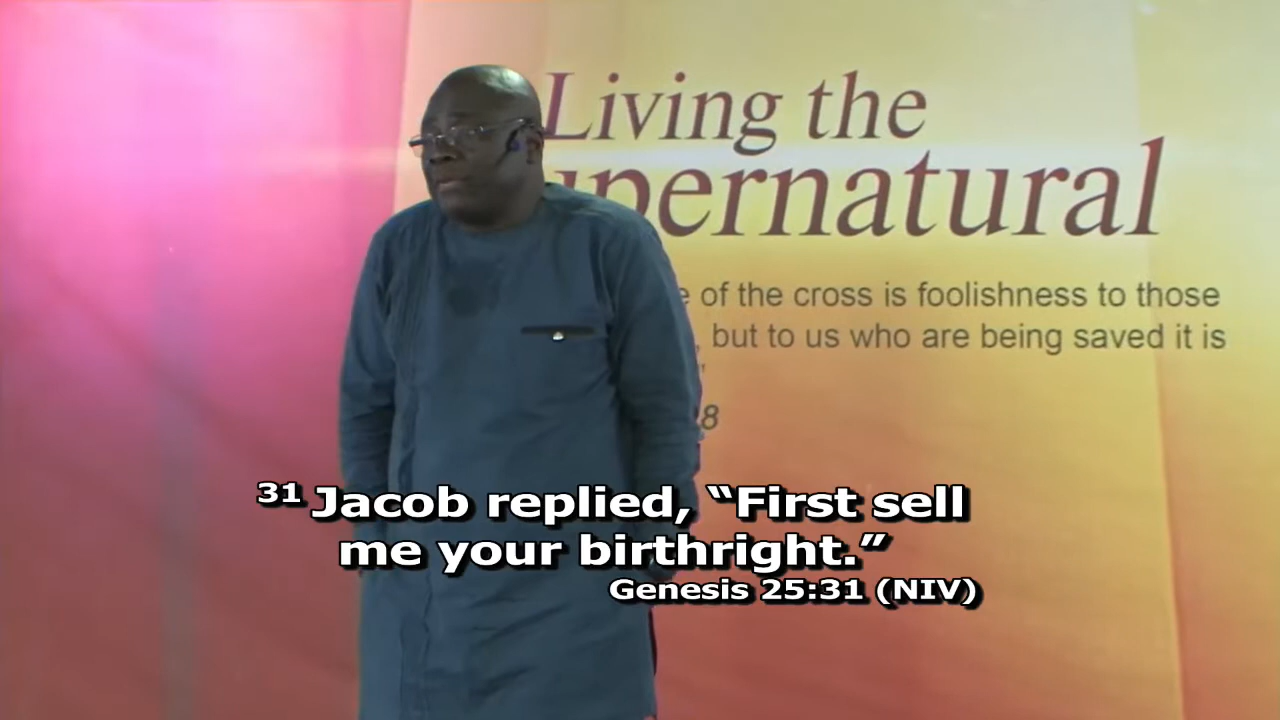 Living the
upernatural
e of the cross is foolishness to those
, but to us who are being saved it is
"
8
31 Jacob replied, “First sell
me your birthright.”
Genesis 25:31 (NIV)